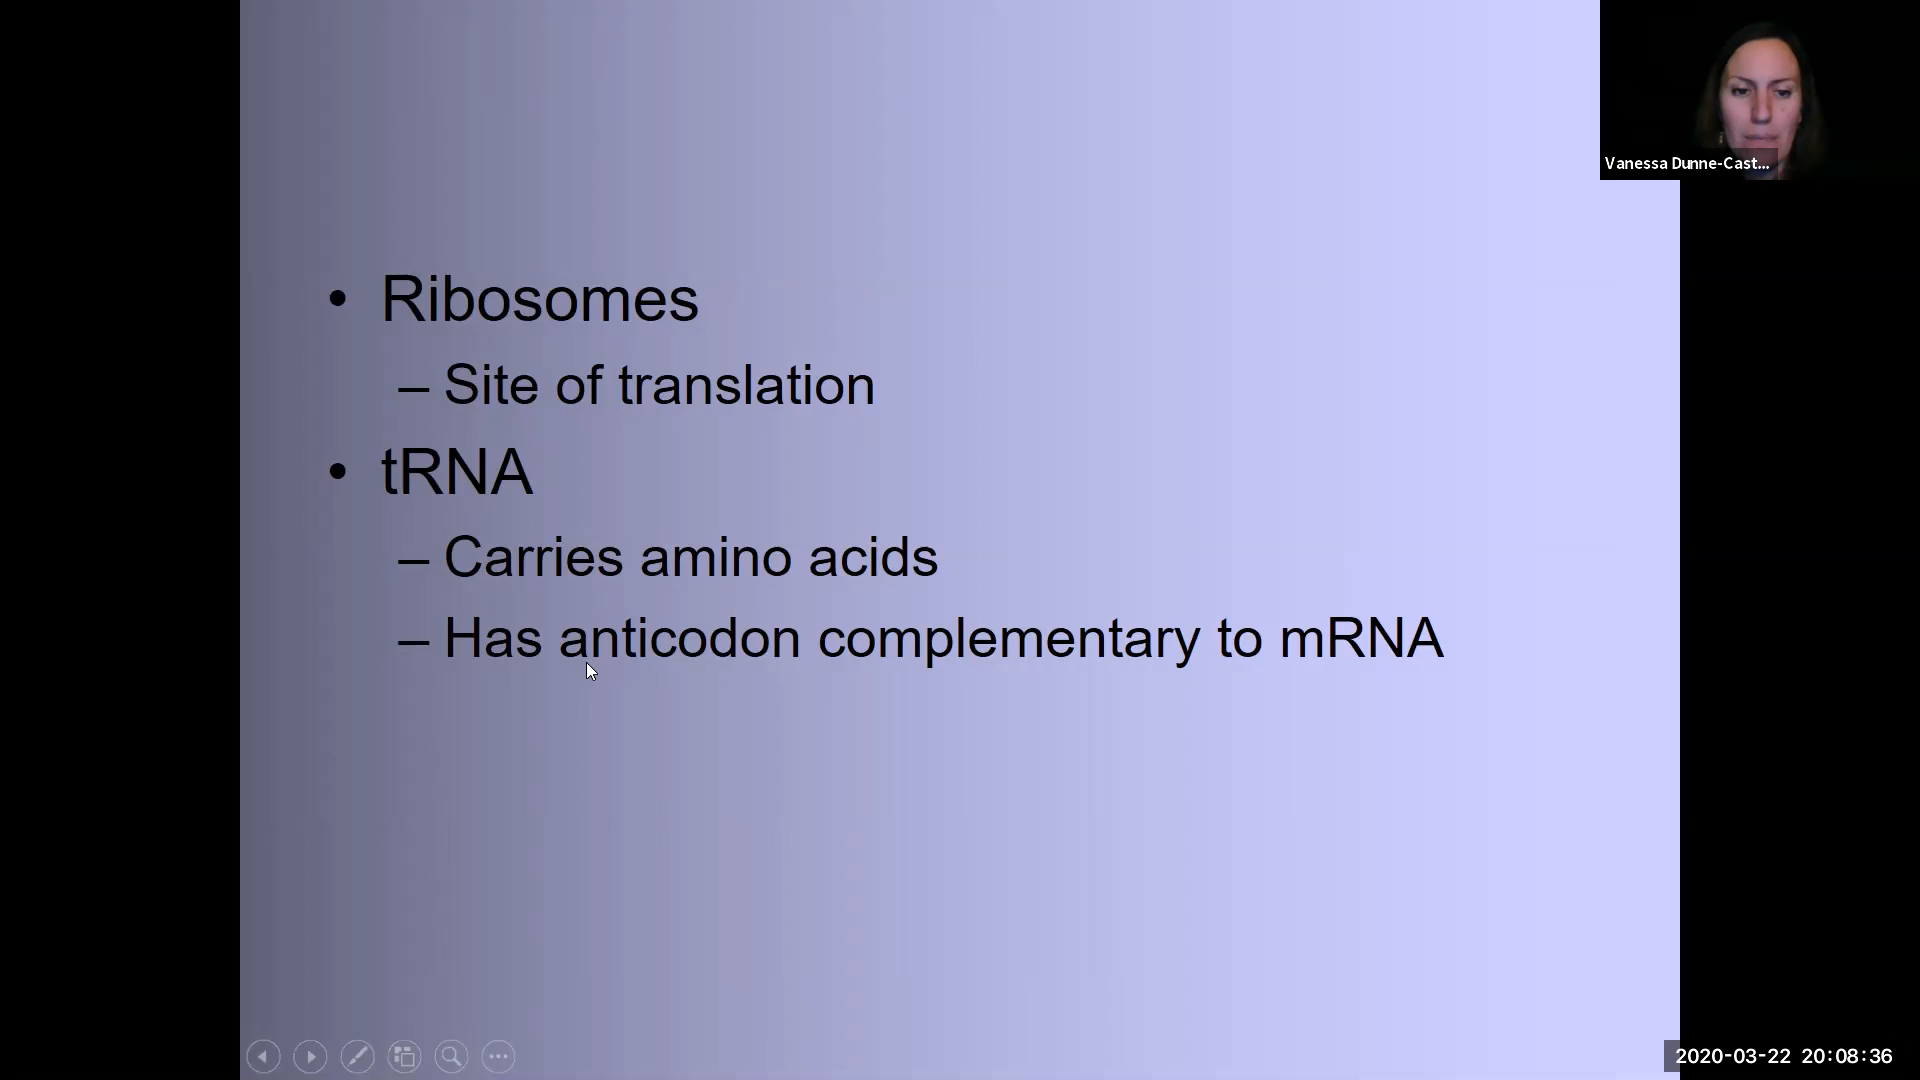 Vanessa Dunne-Cast...
• Ribosomes
– Site of translation
• tRNA
– Carries amino acids
– Has anticodon complementary to mRNA
2020-03-22 20:08:36